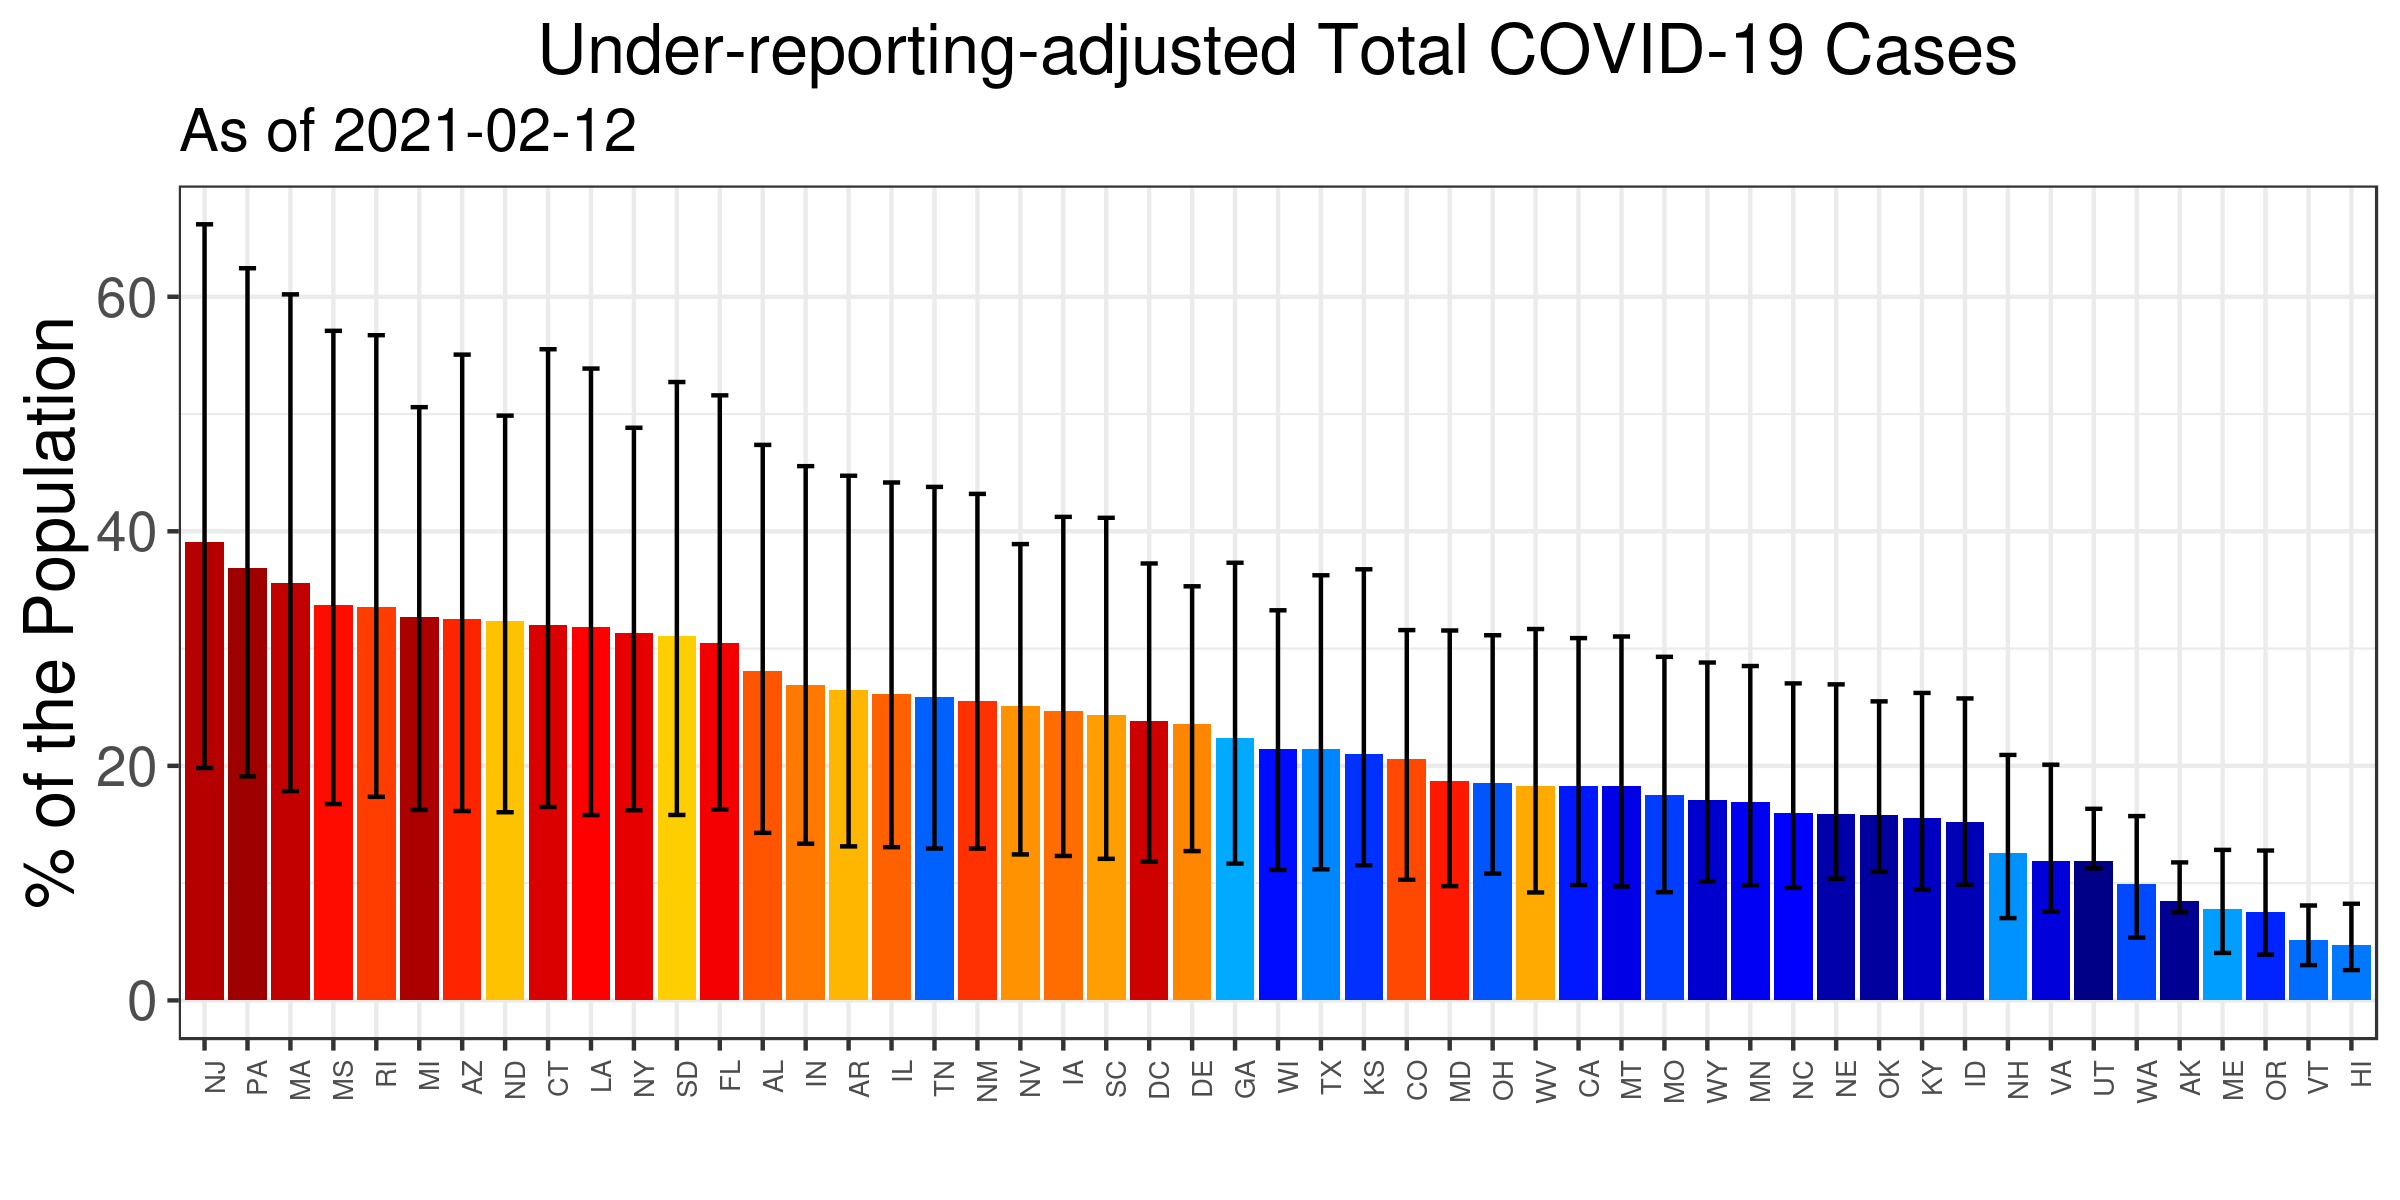 Under-reporting-adjusted Total COVID-19 Cases
As of 2021-02-12
% of the Population
60
40
20
0
NJ PA MA MS RI MI AZ ND CT LA NY SD FL AL IN AR IL TN NM NV IA SC DC DE GA WI TX KS CO MD OH WV CA MT MO WY MN NC NE OK KY ID NH VA UT WA AK ME OR VT HI